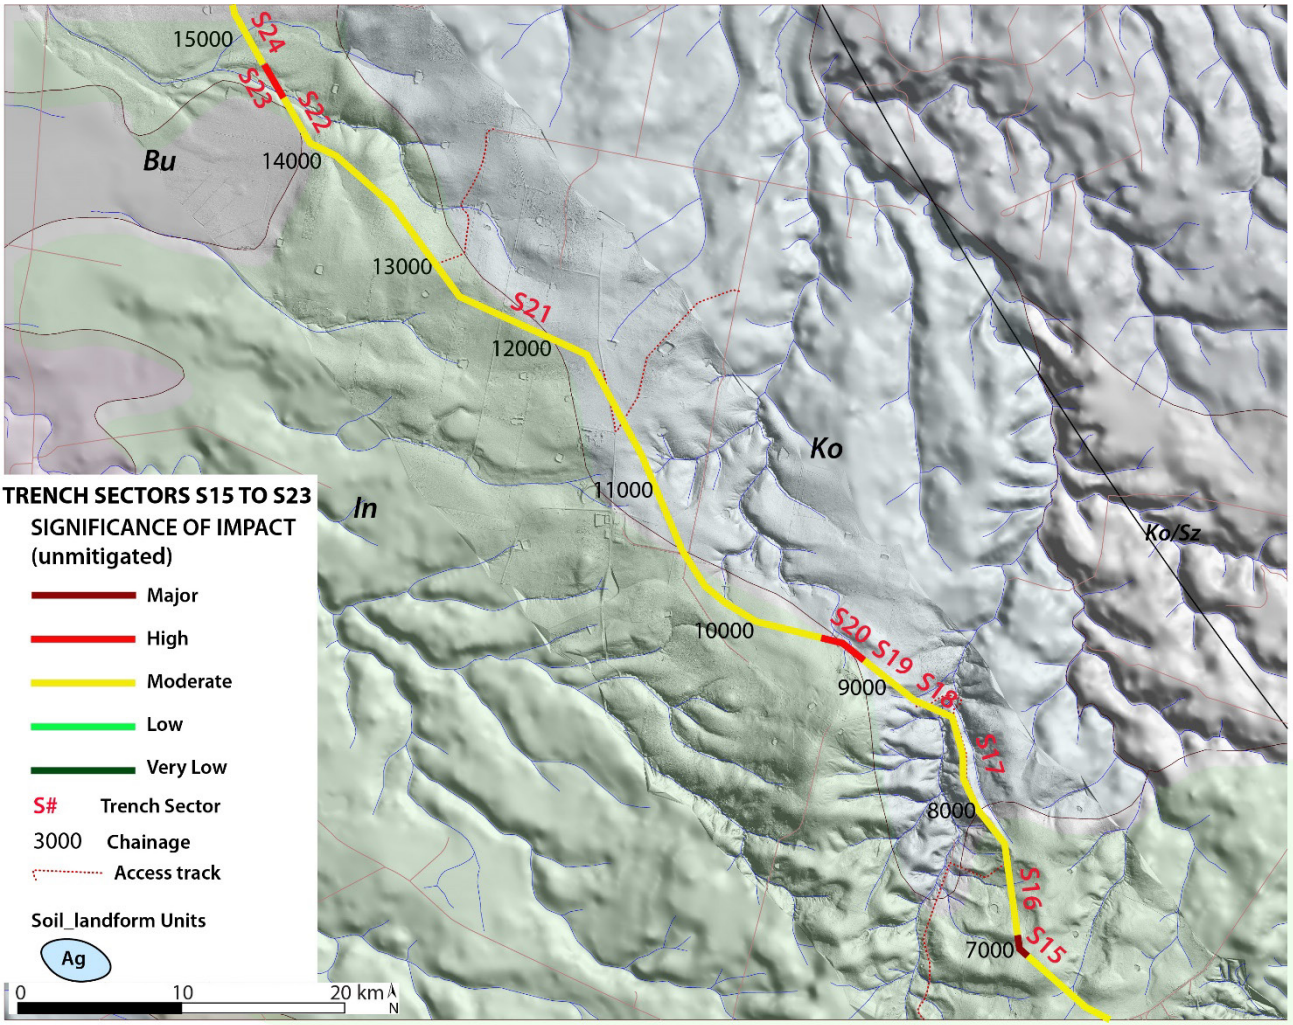 15000
S24
S23
S22
14000
Bu
13000
S21
12000
Ko
11000
In
Ko/Sz
10000
S20
S19
9000
S18
S17
8000
S16
7000
S15
TRENCH SECTORS S15 TO S23
SIGNIFICANCE OF IMPACT
(unmitigated)
Major
High
Moderate
Low
Very Low
S# Trench Sector
3000 Chainage
Access track
Soil_landform Units
Ag
0 10 20 km
N